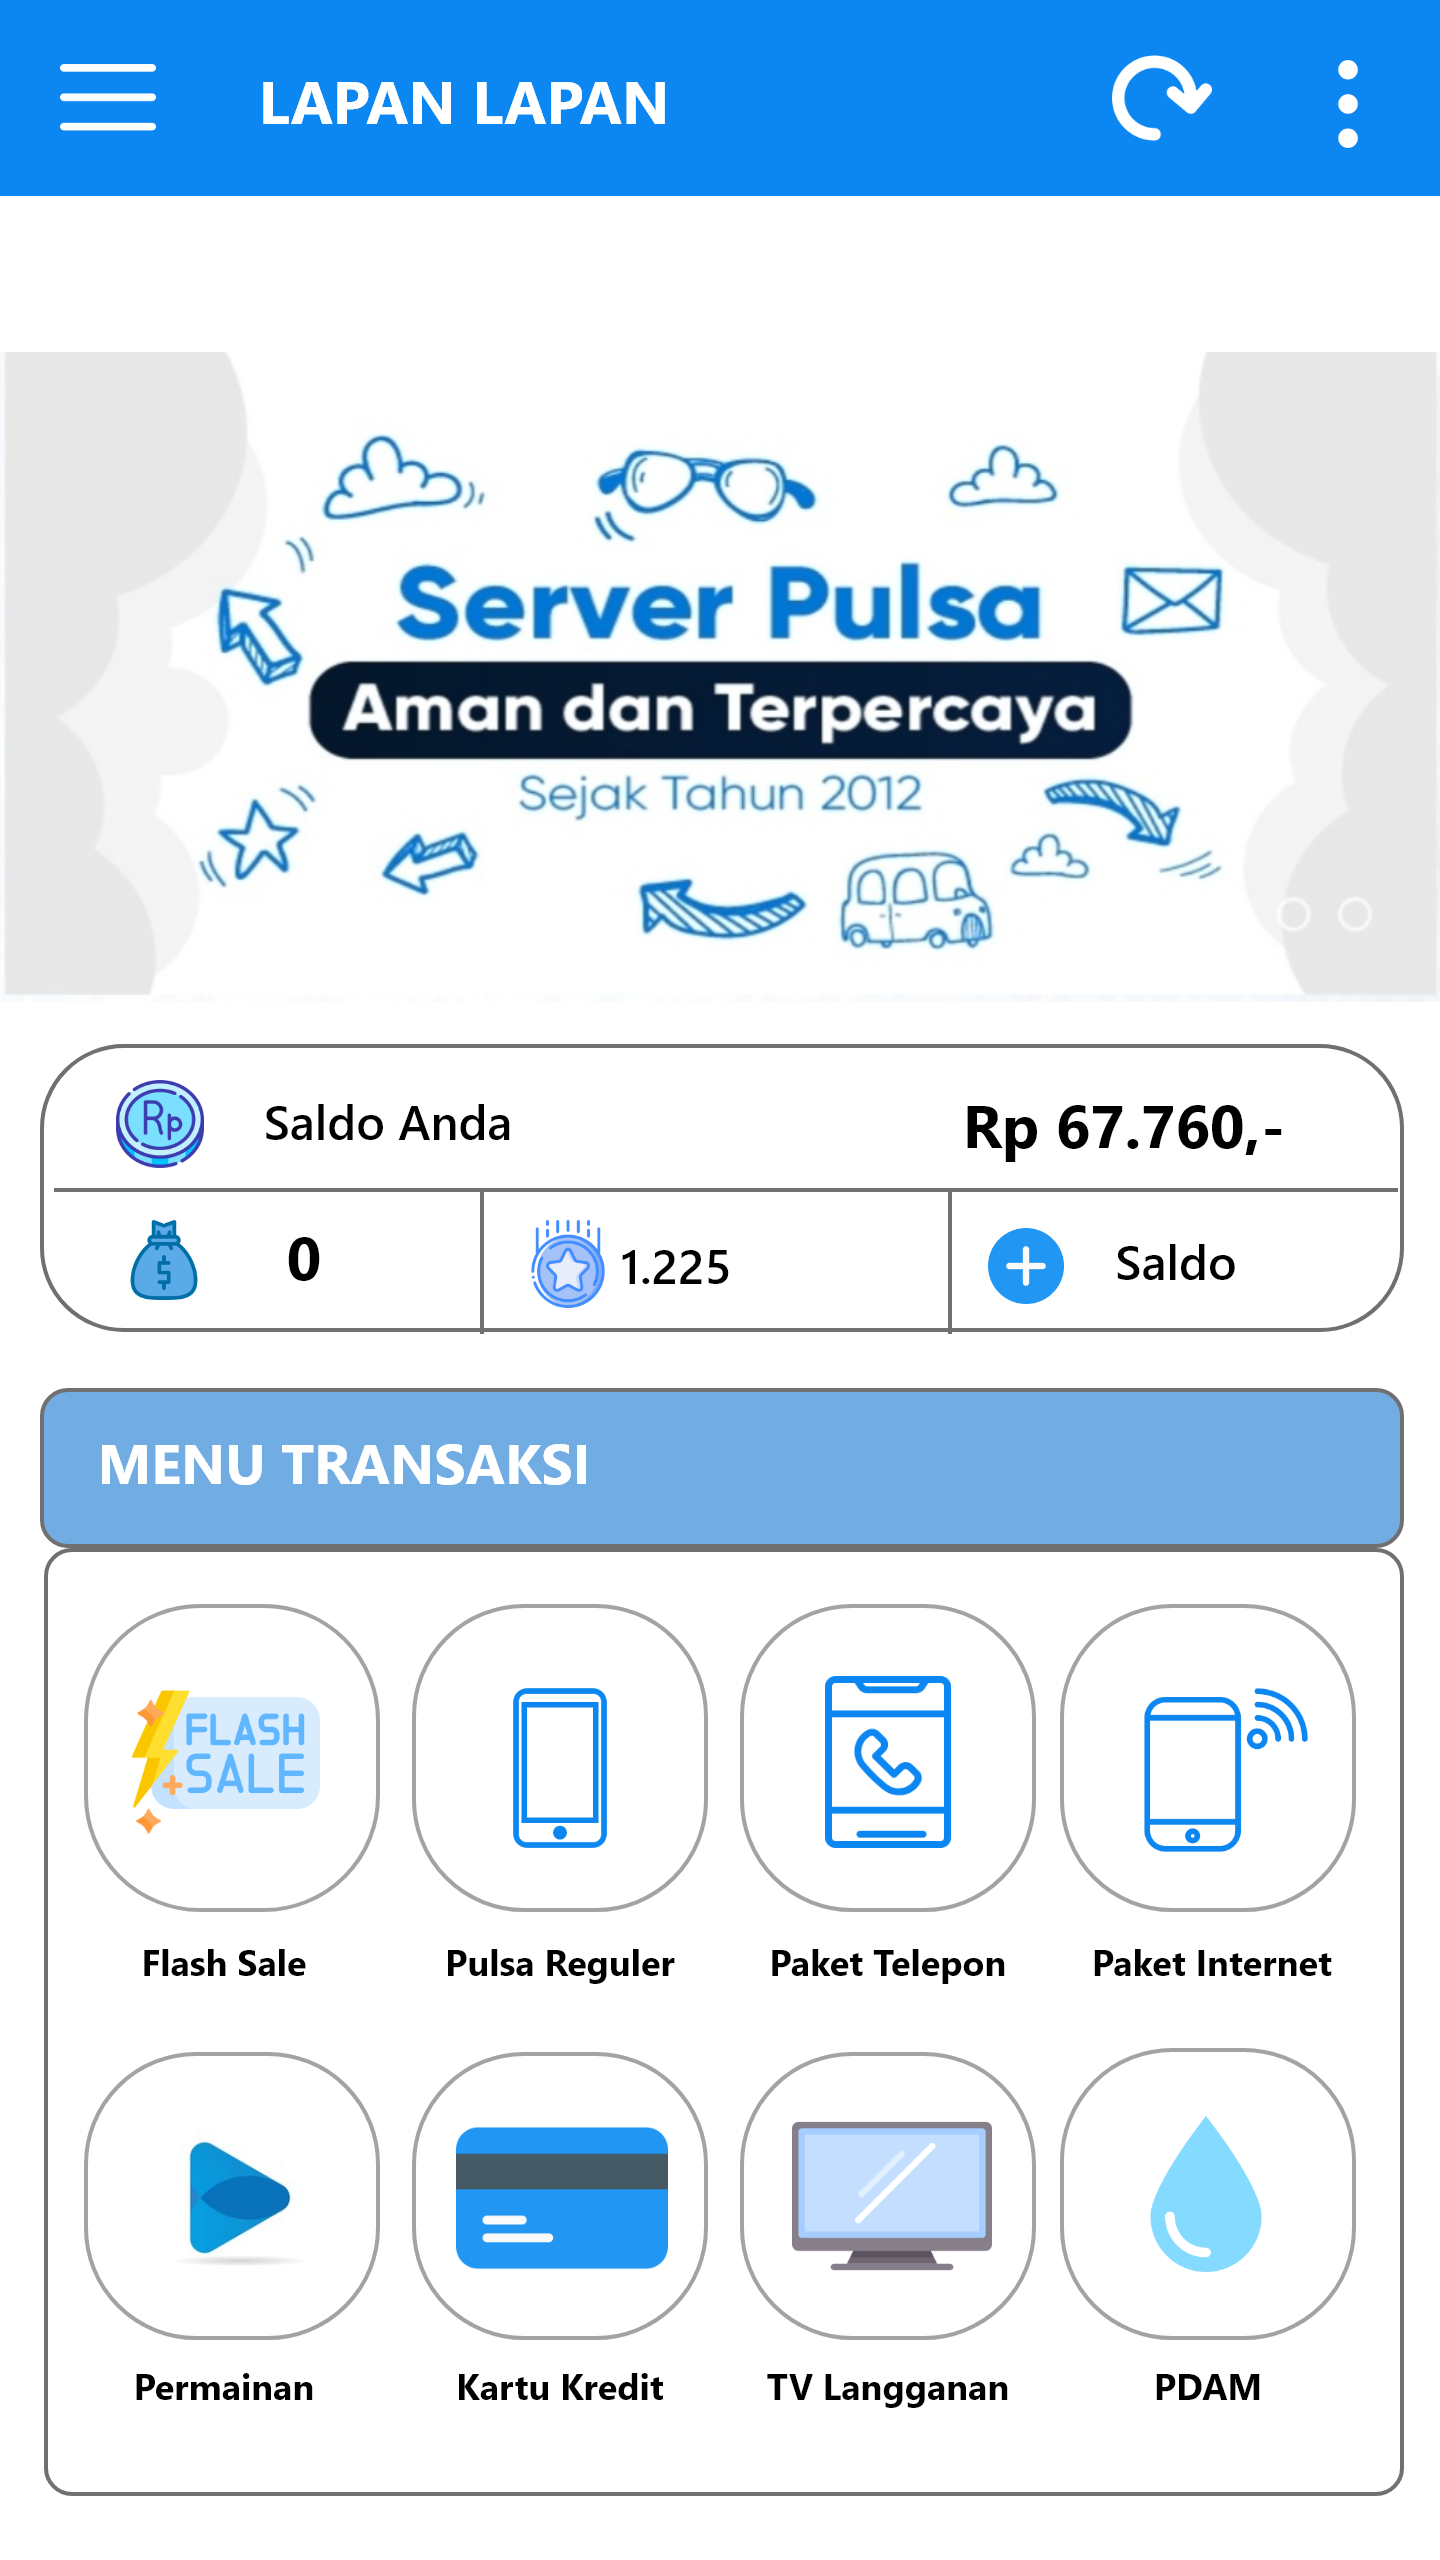 LAPAN LAPAN
Server Pulsa
Aman dan Terpercaya
Sejak Tahun 2012
Rp Saldo Anda Rp 67.760,-
$ 0 1.225 Saldo
MENU TRANSAKSI
FLASH
SALE
Flash Sale Pulsa Reguler Paket Telepon Paket Internet
Permainan Kartu Kredit TV Langganan PDAM